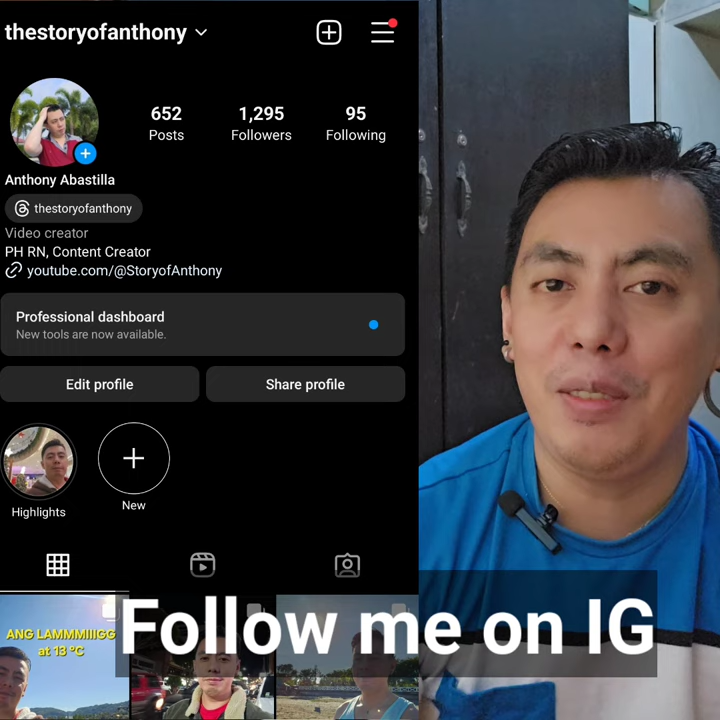 thestoryofanthony
652
Posts
1,295
Followers
95
Following
Anthony Abastilla
thestoryofanthony
Video creator
PH RN, Content Creator
youtube.com/@StoryofAnthony
Professional dashboard
New tools are now available.
Edit profile
Share profile
Highlights
New
ANG LAMMMIIIGG
at 13 °C
Follow me on IG